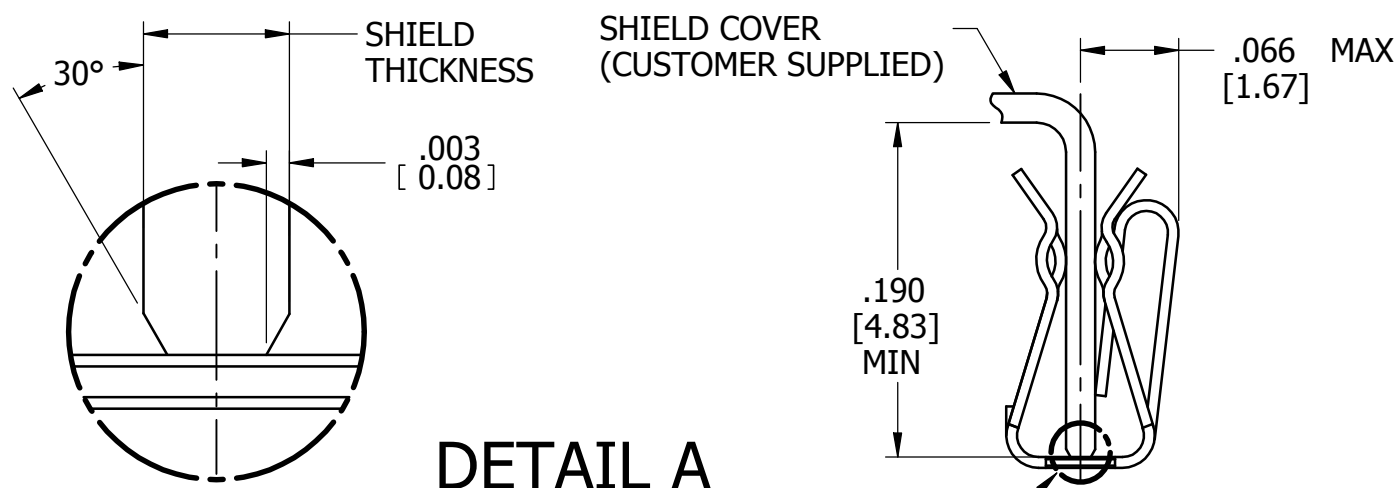 SHIELD
THICKNESS
30°
.003
[ 0.08 ]
SHIELD COVER
(CUSTOMER SUPPLIED)
.066 MAX
[1.67]
.190
[4.83]
MIN
DETAIL A